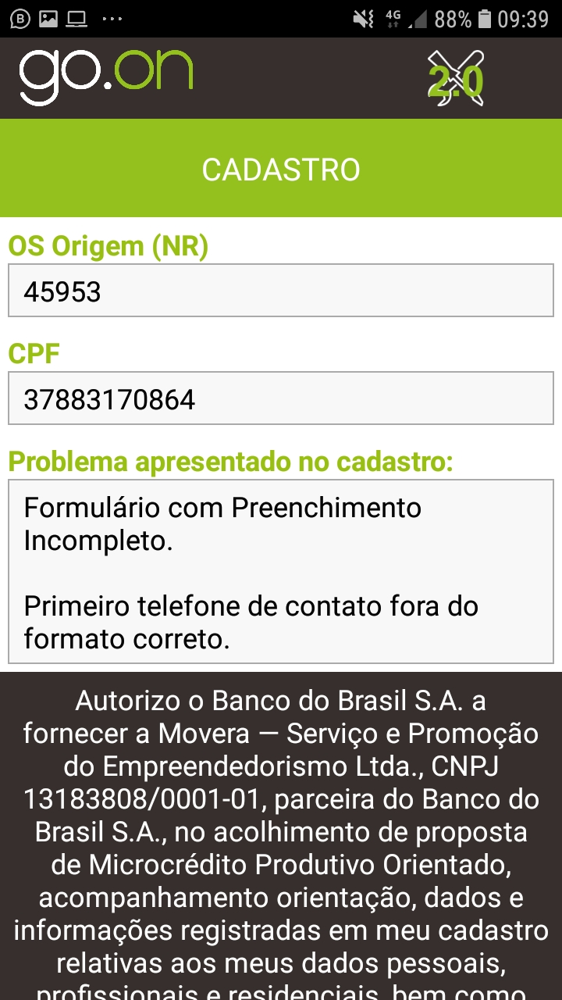 B ... 4G 88% 09:39
go.on 2.0
CADASTRO
OS Origem (NR)
45953
CPF
37883170864
Problema apresentado no cadastro:
Formulário com Preenchimento
Incompleto.
Primeiro telefone de contato fora do
formato correto.
Autorizo o Banco do Brasil S.A. a
fornecer a Movera — Serviço e Promoção
do Empreendedorismo Ltda., CNPJ
13183808/0001-01, parceira do Banco do
Brasil S.A., no acolhimento de proposta
de Microcrédito Produtivo Orientado,
acompanhamento orientação, dados e
informações registradas em meu cadastro
relativas aos meus dados pessoais,
profissionais e residenciais, bem como